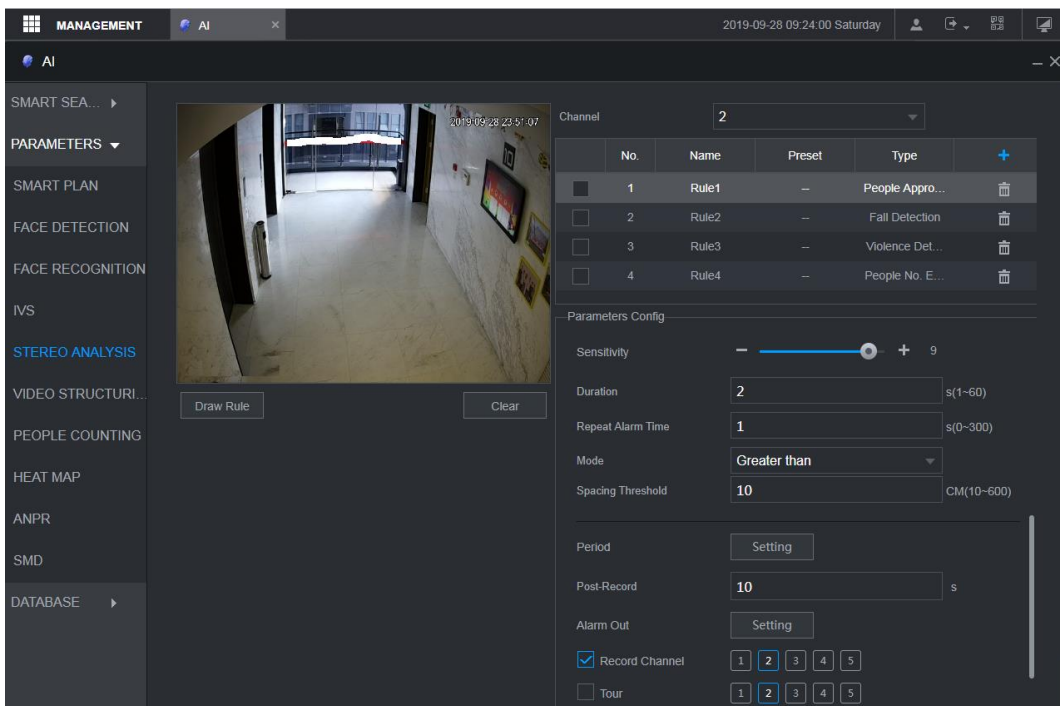 MANAGEMENT AI × 2019-09-28 09:24:00 Saturday
AI
SMART SEA...
PARAMETERS
SMART PLAN
FACE DETECTION
FACE RECOGNITION
IVS
STEREO ANALYSIS
VIDEO STRUCTURI...
PEOPLE COUNTING
HEAT MAP
ANPR
SMD
DATABASE
2019-09-28 23:51:07
Draw Rule Clear
Channel 2
No. Name Preset Type +
1 Rule1 -- People Appro...
2 Rule2 -- Fall Detection
3 Rule3 -- Violence Det...
4 Rule4 -- People No. E...
Parameters Config
Sensitivity − + 9
Duration 2 s(1~60)
Repeat Alarm Time 1 s(0~300)
Mode Greater than
Spacing Threshold 10 CM(10~600)
Period Setting
Post-Record 10 s
Alarm Out Setting
Record Channel 1 2 3 4 5
Tour 1 2 3 4 5